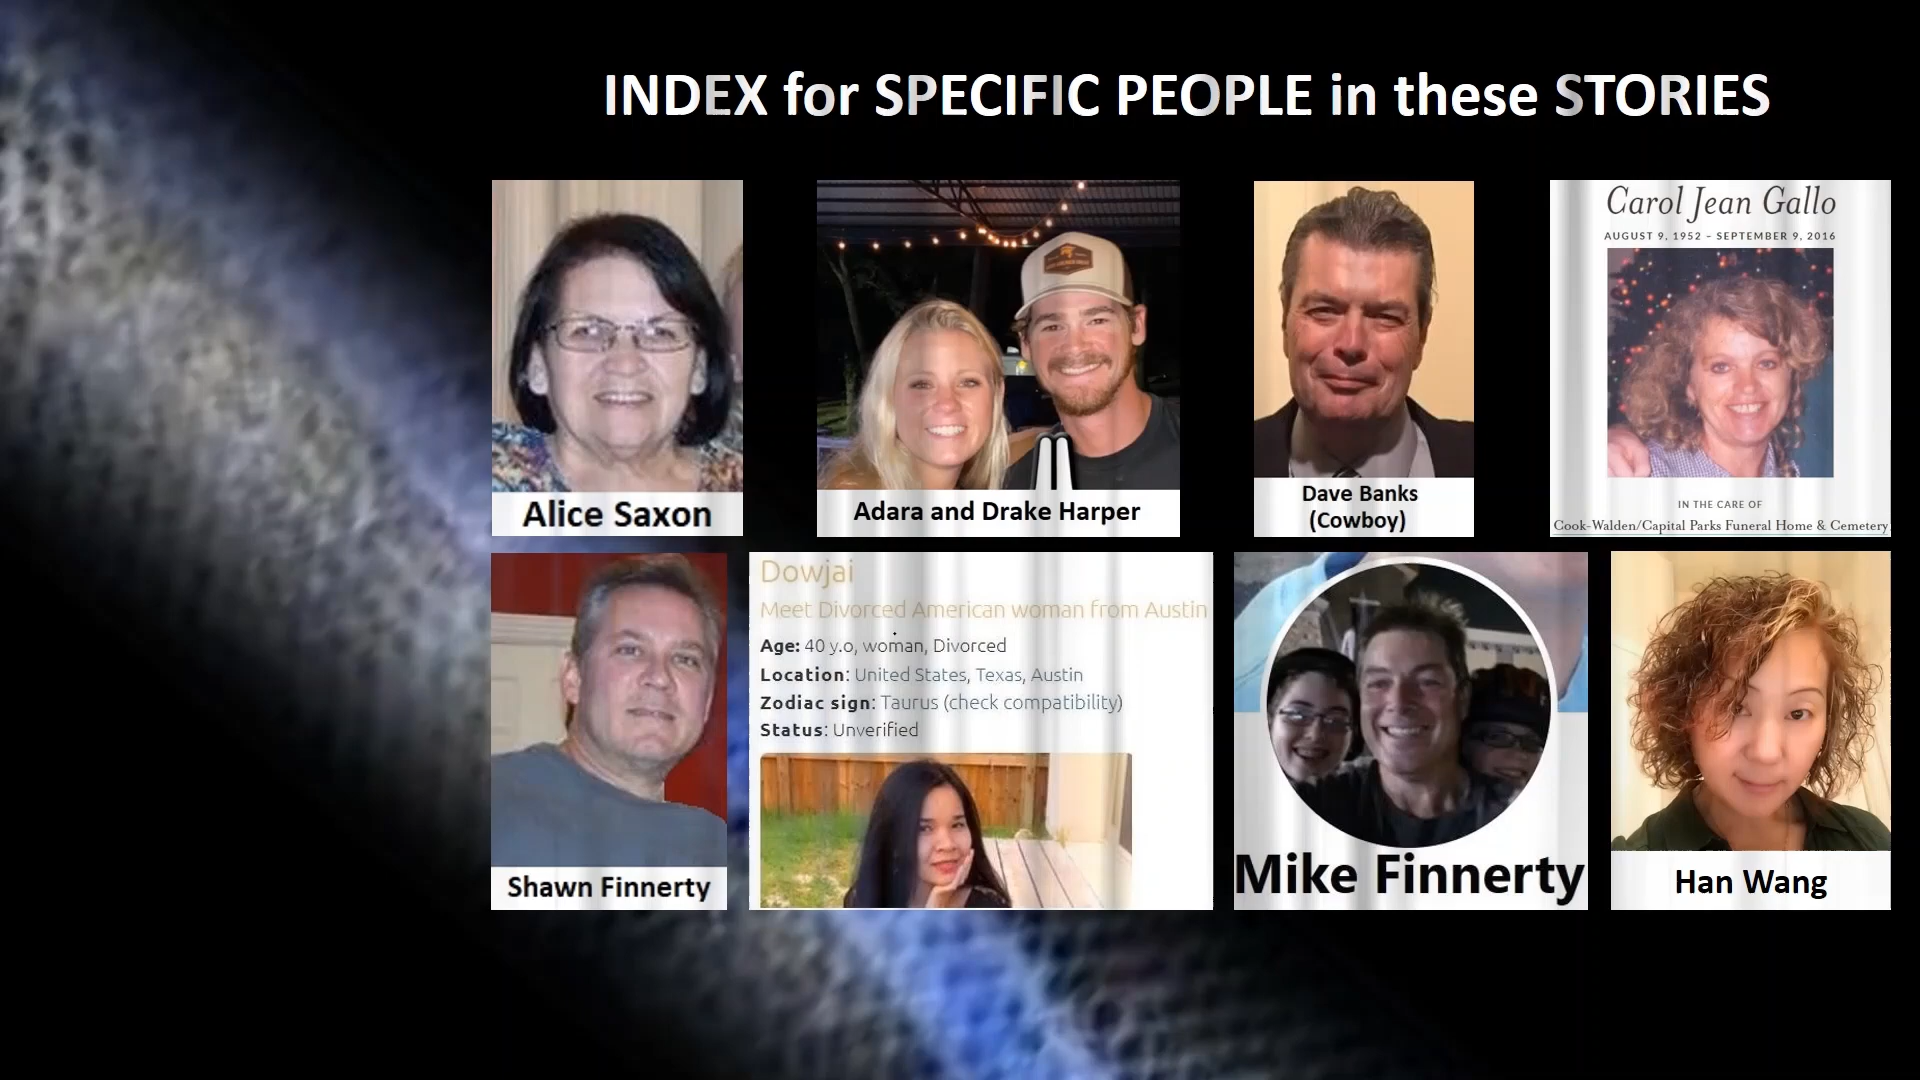 INDEX for SPECIFIC PEOPLE in these STORIES
Alice Saxon
Adara and Drake Harper
Dave Banks
(Cowboy)
Carol Jean Gallo
AUGUST 9, 1952 – SEPTEMBER 9, 2016
IN THE CARE OF
Cook-Walden/Capital Parks Funeral Home & Cemetery
Shawn Finnerty
Dowjai
Meet Divorced American woman from Austin
Age: 40 y.o, woman, Divorced
Location: United States, Texas, Austin
Zodiac sign: Taurus (check compatibility)
Status: Unverified
Mike Finnerty
Han Wang